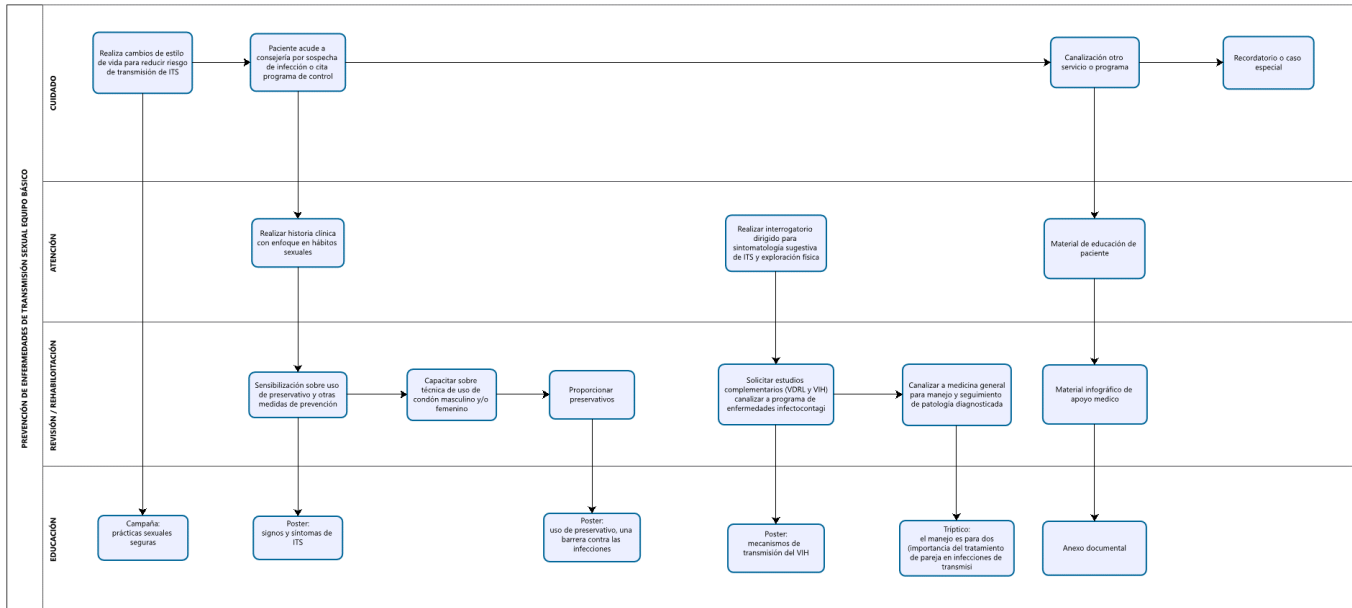 PREVENCIÓN DE ENFERMEDADES DE TRANSMISIÓN SEXUAL EQUIPO BÁSICO
CUIDADO
Realiza cambios de estilo
de vida para reducir riesgo
de transmisión de ITS
Paciente acude a
consejería por sospecha
de infección o cita
programa de control
Canalización otro
servicio o programa
Recordatorio o caso
especial
ATENCIÓN
Realizar historia clínica
con enfoque en hábitos
sexuales
Realizar interrogatorio
dirigido para
sintomatología sugestiva
de ITS y exploración física
Material de educación de
paciente
REVISIÓN / REHABILOITACIÓN
Sensibilización sobre uso
de preservativo y otras
medidas de prevención
Capacitar sobre
técnica de uso de
condón masculino y/o
femenino
Proporcionar
preservativos
Solicitar estudios
complementarios (VDRL y VIH)
canalizar a programa de
enfermedades infectocontagi
Canalizar a medicina general
para manejo y seguimiento
de patología diagnosticada
Material infográfico de
apoyo medico
EDUCACIÓN
Campaña:
prácticas sexuales
seguras
Poster:
signos y síntomas de
ITS
Poster:
uso de preservativo, una
barrera contra las
infecciones
Poster:
mecanismos de
transmisión del VIH
Tríptico:
el manejo es para dos
(importancia del tratamiento
de pareja en infecciones de
transmisi
Anexo documental